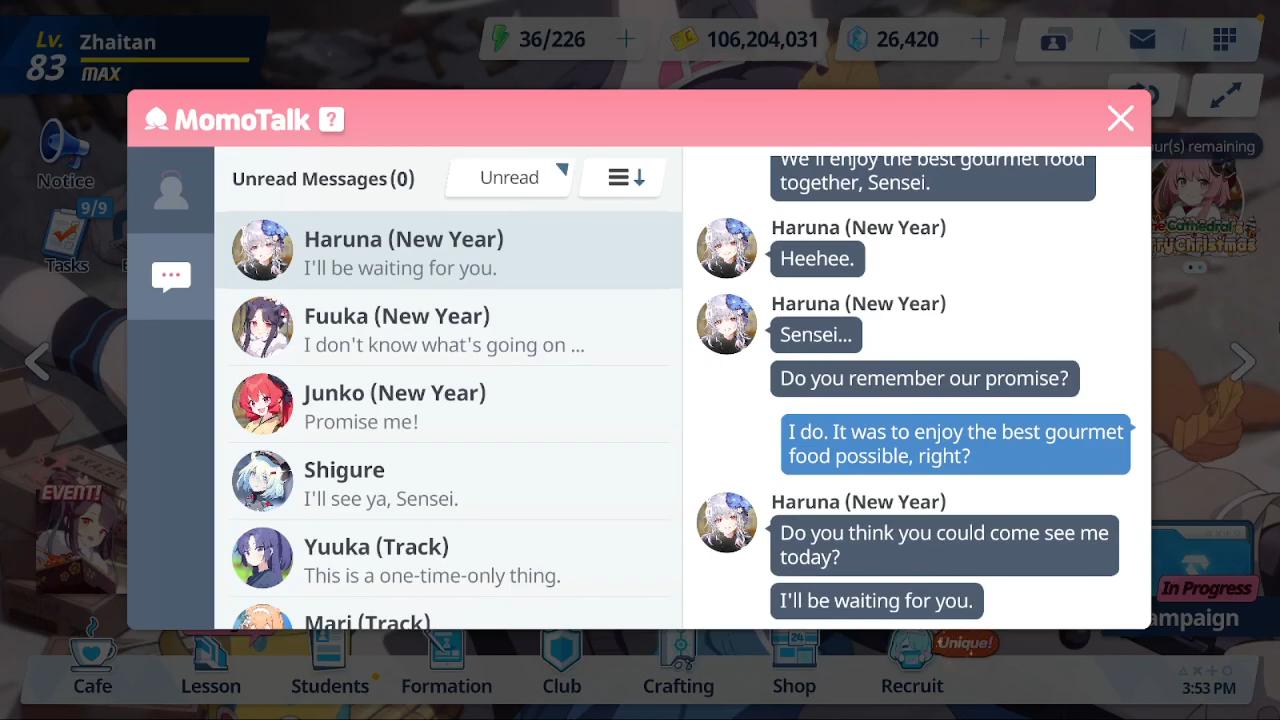 Lv. Zhaitan
83 MAX
36/226
106,204,031
26,420
MomoTalk ?
Notice
9/9
Tasks
EVENT!
Unread Messages (0)
Unread
Haruna (New Year)
I'll be waiting for you.
Fuuka (New Year)
I don't know what's going on ...
Junko (New Year)
Promise me!
Shigure
I'll see ya, Sensei.
Yuuka (Track)
This is a one-time-only thing.
Mari (Track)
We'll enjoy the best gourmet food
together, Sensei.
Haruna (New Year)
Heehee.
Haruna (New Year)
Sensei...
Do you remember our promise?
I do. It was to enjoy the best gourmet
food possible, right?
Haruna (New Year)
Do you think you could come see me
today?
I'll be waiting for you.
remaining
Cathedral's
Christmas
In Progress
Cafe
Lesson
Students
Formation
Club
Crafting
24
Shop
Unique!
Recruit
3:53 PM